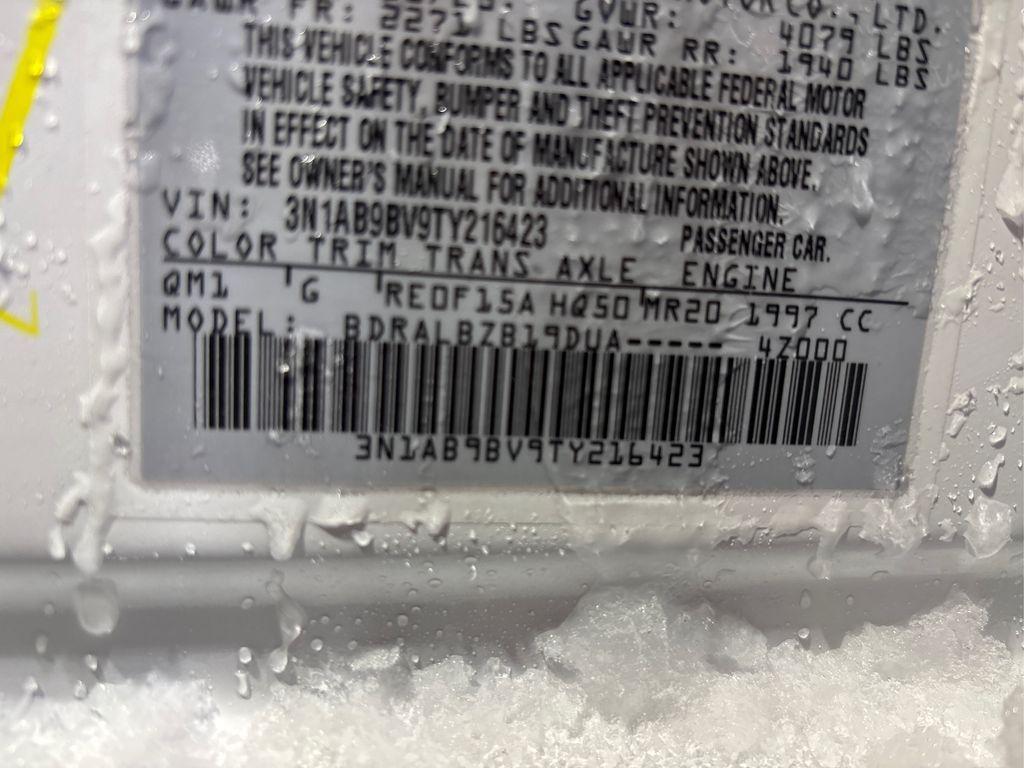 MOTOR CO., LTD.
GAWR FR: 2271 LBS GVWR: 4079 LBS
GAWR RR: 1940 LBS
THIS VEHICLE CONFORMS TO ALL APPLICABLE FEDERAL MOTOR
VEHICLE SAFETY, BUMPER AND THEFT PREVENTION STANDARDS
IN EFFECT ON THE DATE OF MANUFACTURE SHOWN ABOVE.
SEE OWNER'S MANUAL FOR ADDITIONAL INFORMATION.
VIN: 3N1AB9BV9TY216423 PASSENGER CAR.
COLOR TRIM TRANS AXLE ENGINE
QM1 G RE0F15A HQ50 MR20 1997 CC
MODEL: BDRALBZB19DUA----- 4Z000
3N1AB9BV9TY216423